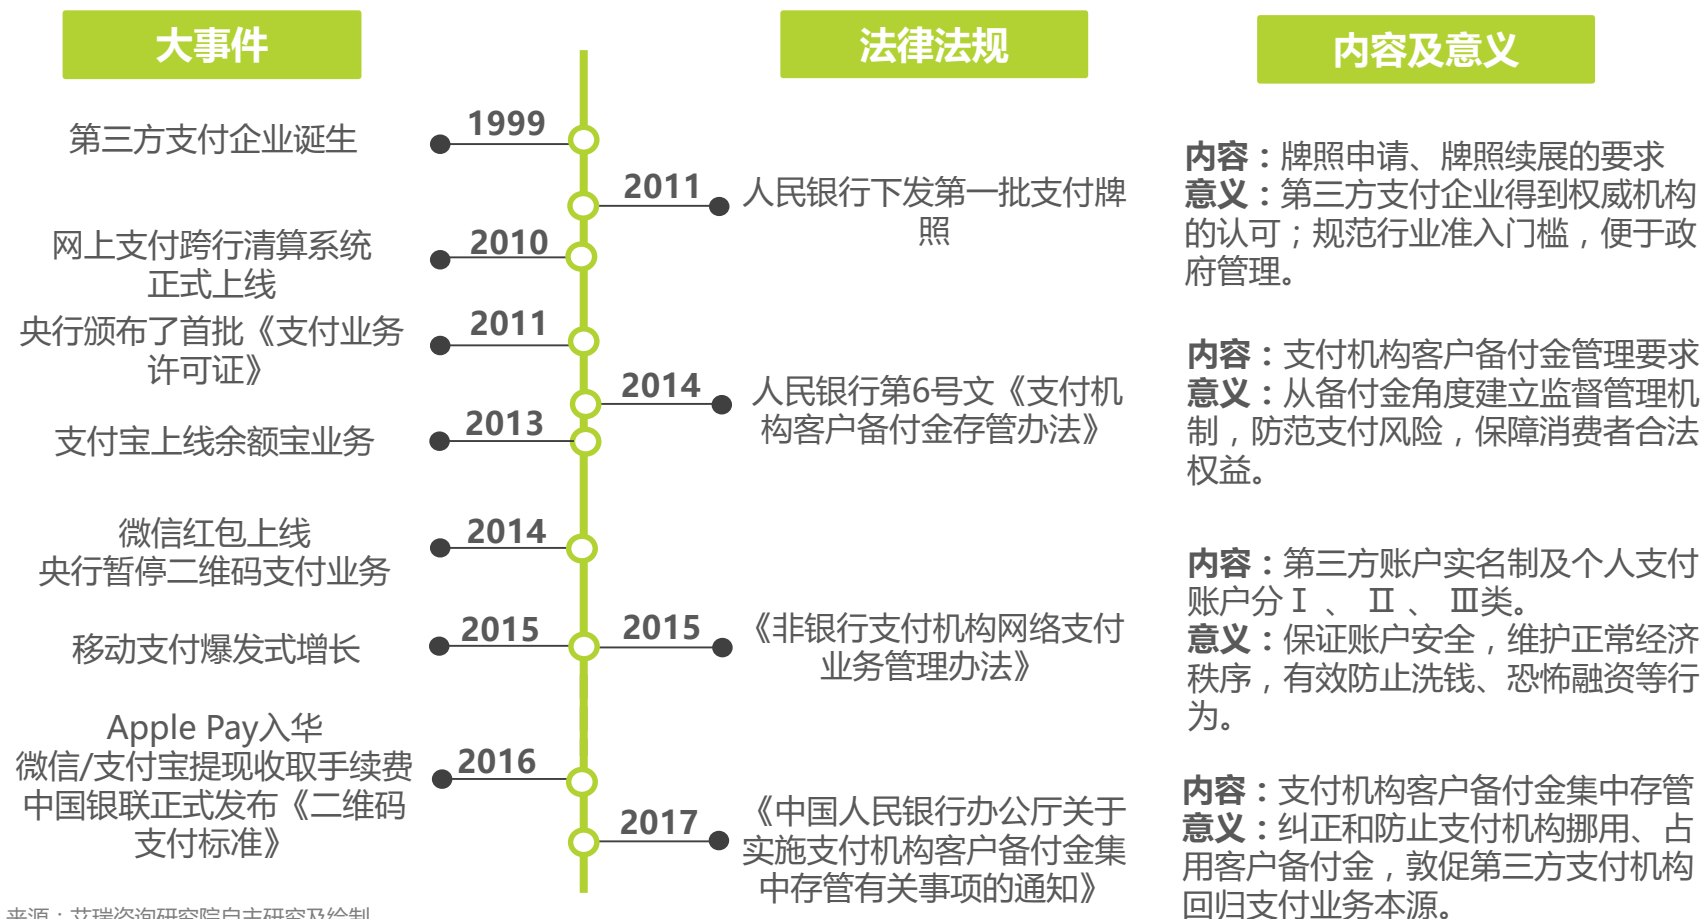 大事件
第三方支付企业诞生
1999
网上支付跨行清算系统
正式上线
2010
央行颁布了首批《支付业务
许可证》
2011
支付宝上线余额宝业务
2013
微信红包上线
央行暂停二维码支付业务
2014
移动支付爆发式增长
2015
Apple Pay入华
微信/支付宝提现收取手续费
中国银联正式发布《二维码
支付标准》
2016
法律法规
2011
人民银行下发第一批支付牌
照
2014
人民银行第6号文《支付机
构客户备付金存管办法》
2015
《非银行支付机构网络支付
业务管理办法》
2017
《中国人民银行办公厅关于
实施支付机构客户备付金集
中存管有关事项的通知》
内容及意义
内容：牌照申请、牌照续展的要求
意义：第三方支付企业得到权威机构
的认可；规范行业准入门槛，便于政
府管理。
内容：支付机构客户备付金管理要求
意义：从备付金角度建立监督管理机
制，防范支付风险，保障消费者合法
权益。
内容：第三方账户实名制及个人支付
账户分Ⅰ、Ⅱ、Ⅲ类。
意义：保证账户安全，维护正常经济
秩序，有效防止洗钱、恐怖融资等行
为。
内容：支付机构客户备付金集中存管
意义：纠正和防止支付机构挪用、占
用客户备付金，敦促第三方支付机构
回归支付业务本源。
来源：艾瑞咨询研究院自主研究及绘制